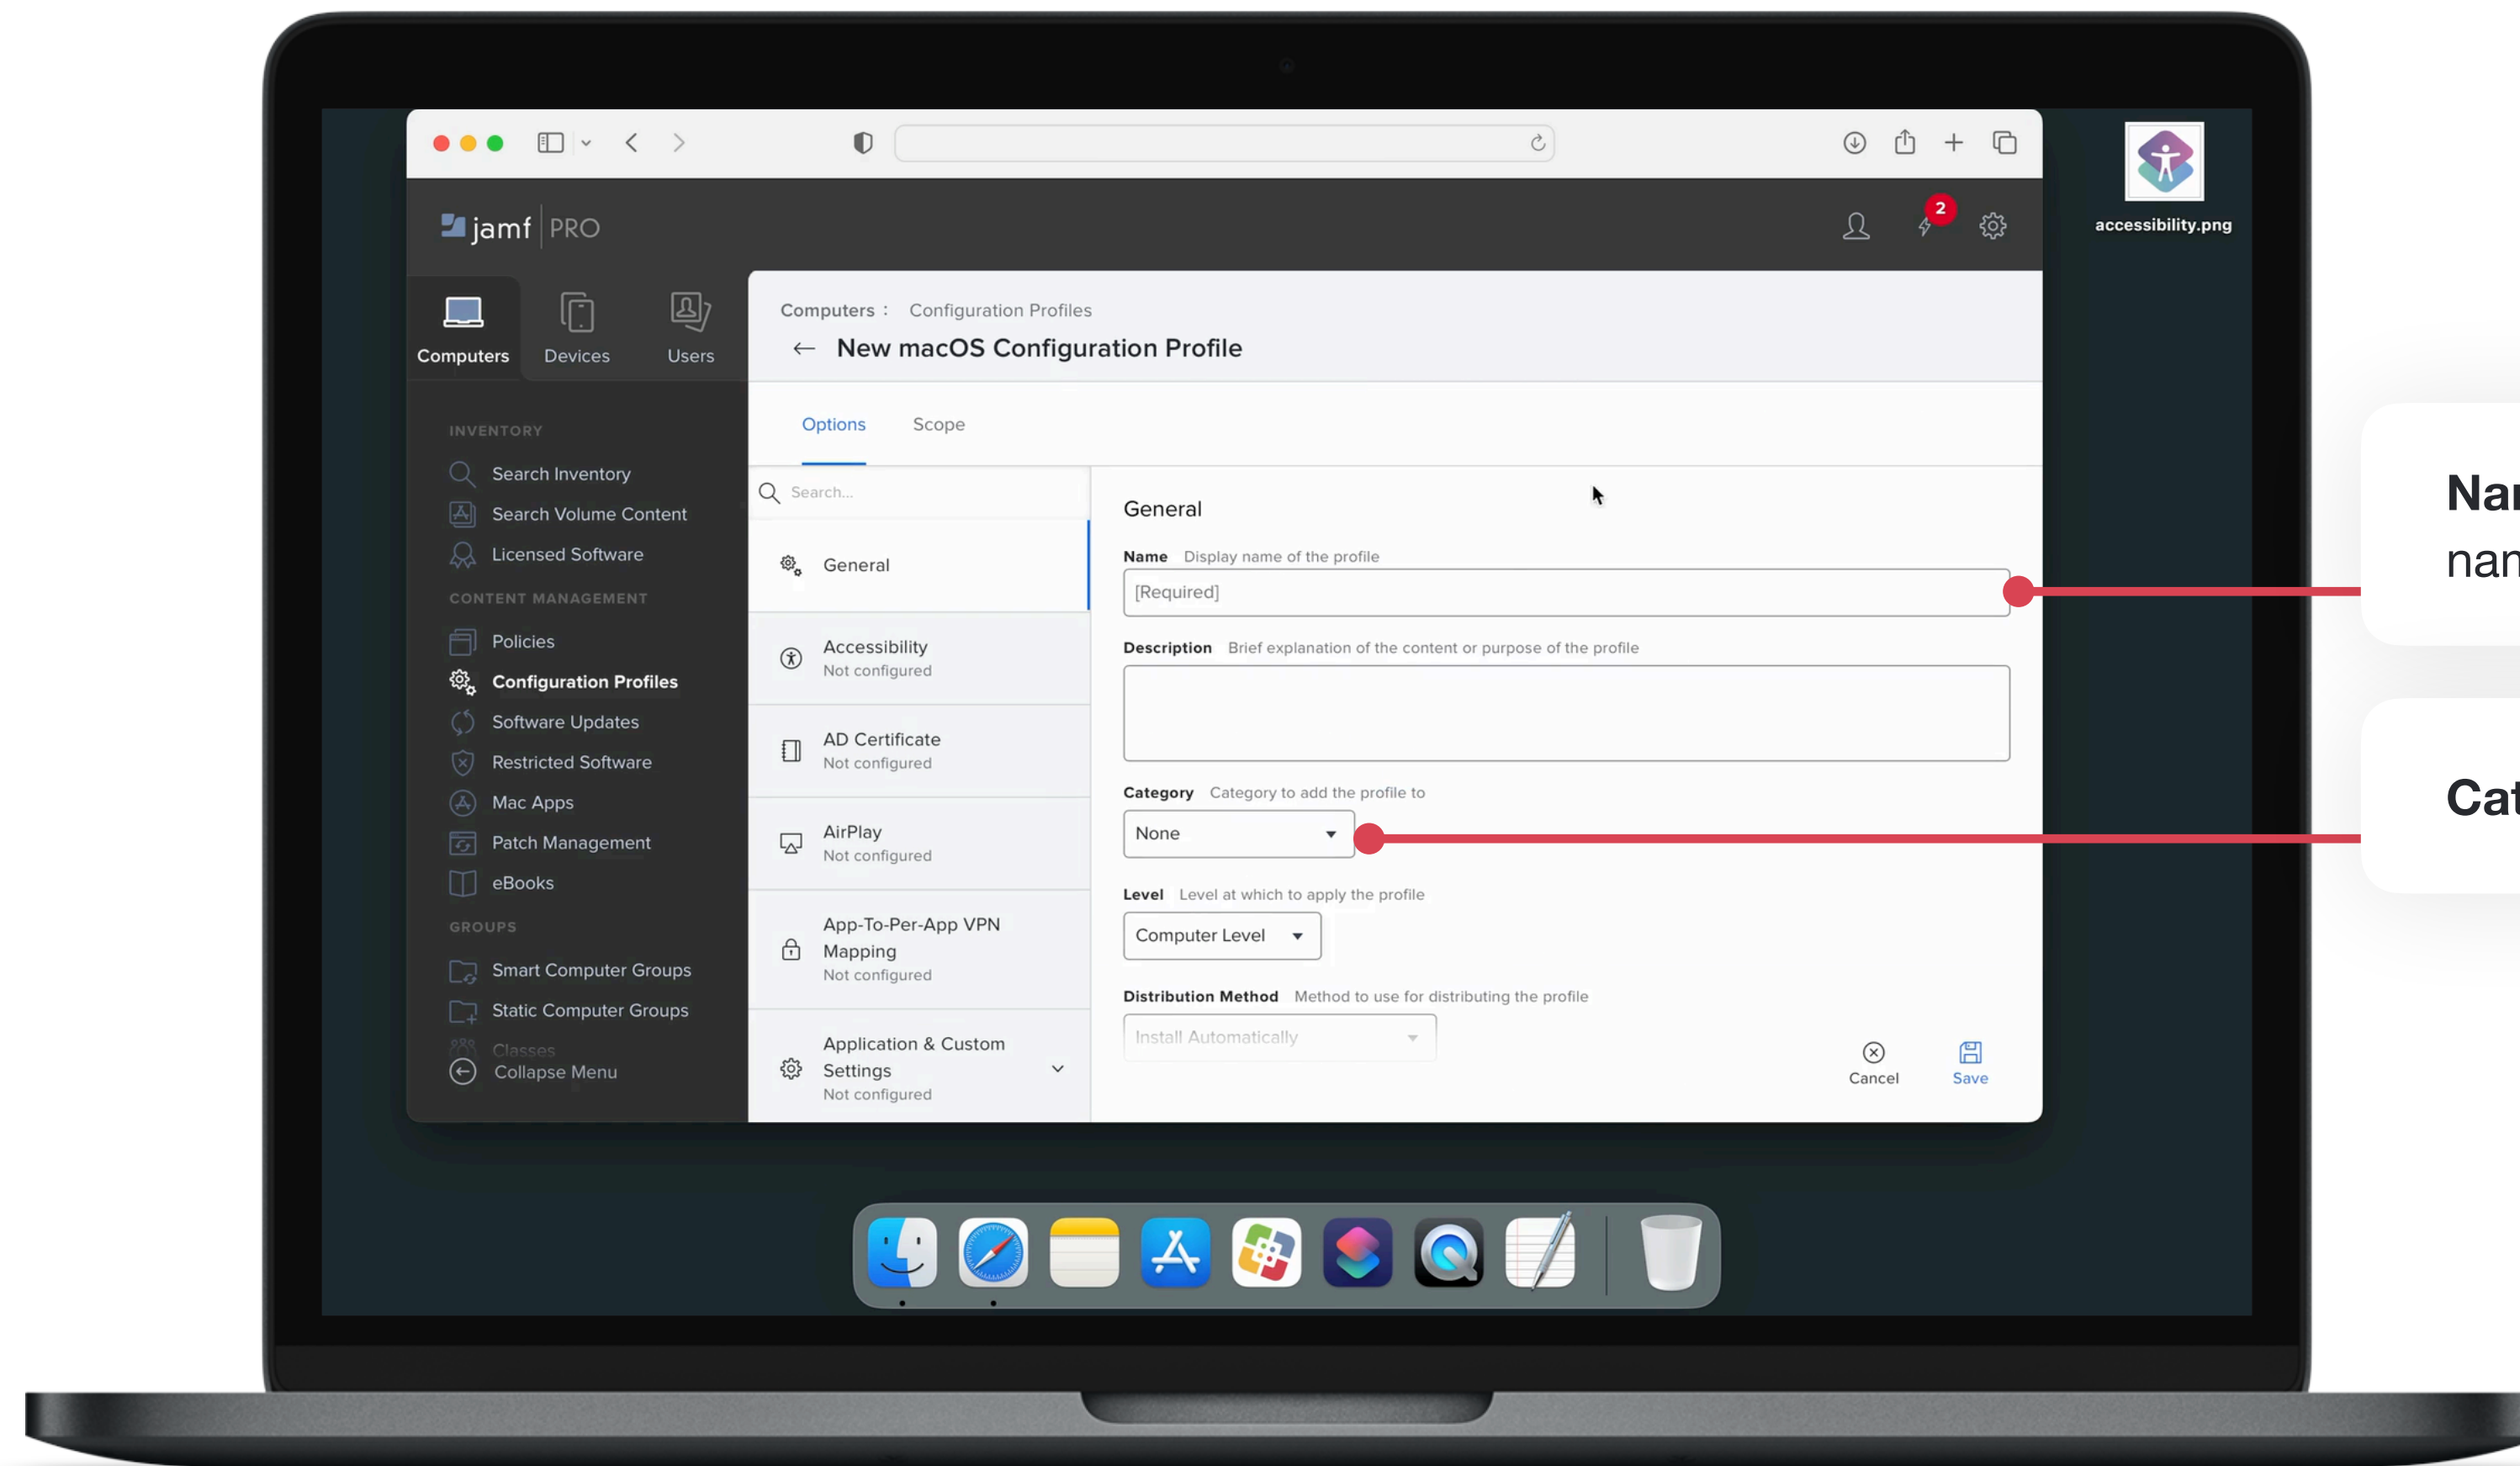 jamf PRO
2
accessibility.png
Computers
Devices
Users
INVENTORY
Search Inventory
Search Volume Content
Licensed Software
CONTENT MANAGEMENT
Policies
Configuration Profiles
Software Updates
Restricted Software
Mac Apps
Patch Management
eBooks
GROUPS
Smart Computer Groups
Static Computer Groups
Classes
Collapse Menu
Computers : Configuration Profiles
← New macOS Configuration Profile
Options Scope
Search...
General
Accessibility
Not configured
AD Certificate
Not configured
AirPlay
Not configured
App-To-Per-App VPN
Mapping
Not configured
Application & Custom
Settings
Not configured
General
Name Display name of the profile
[Required]
Description Brief explanation of the content or purpose of the profile
Category Category to add the profile to
None
Level Level at which to apply the profile
Computer Level
Distribution Method Method to use for distributing the profile
Install Automatically
Cancel
Save